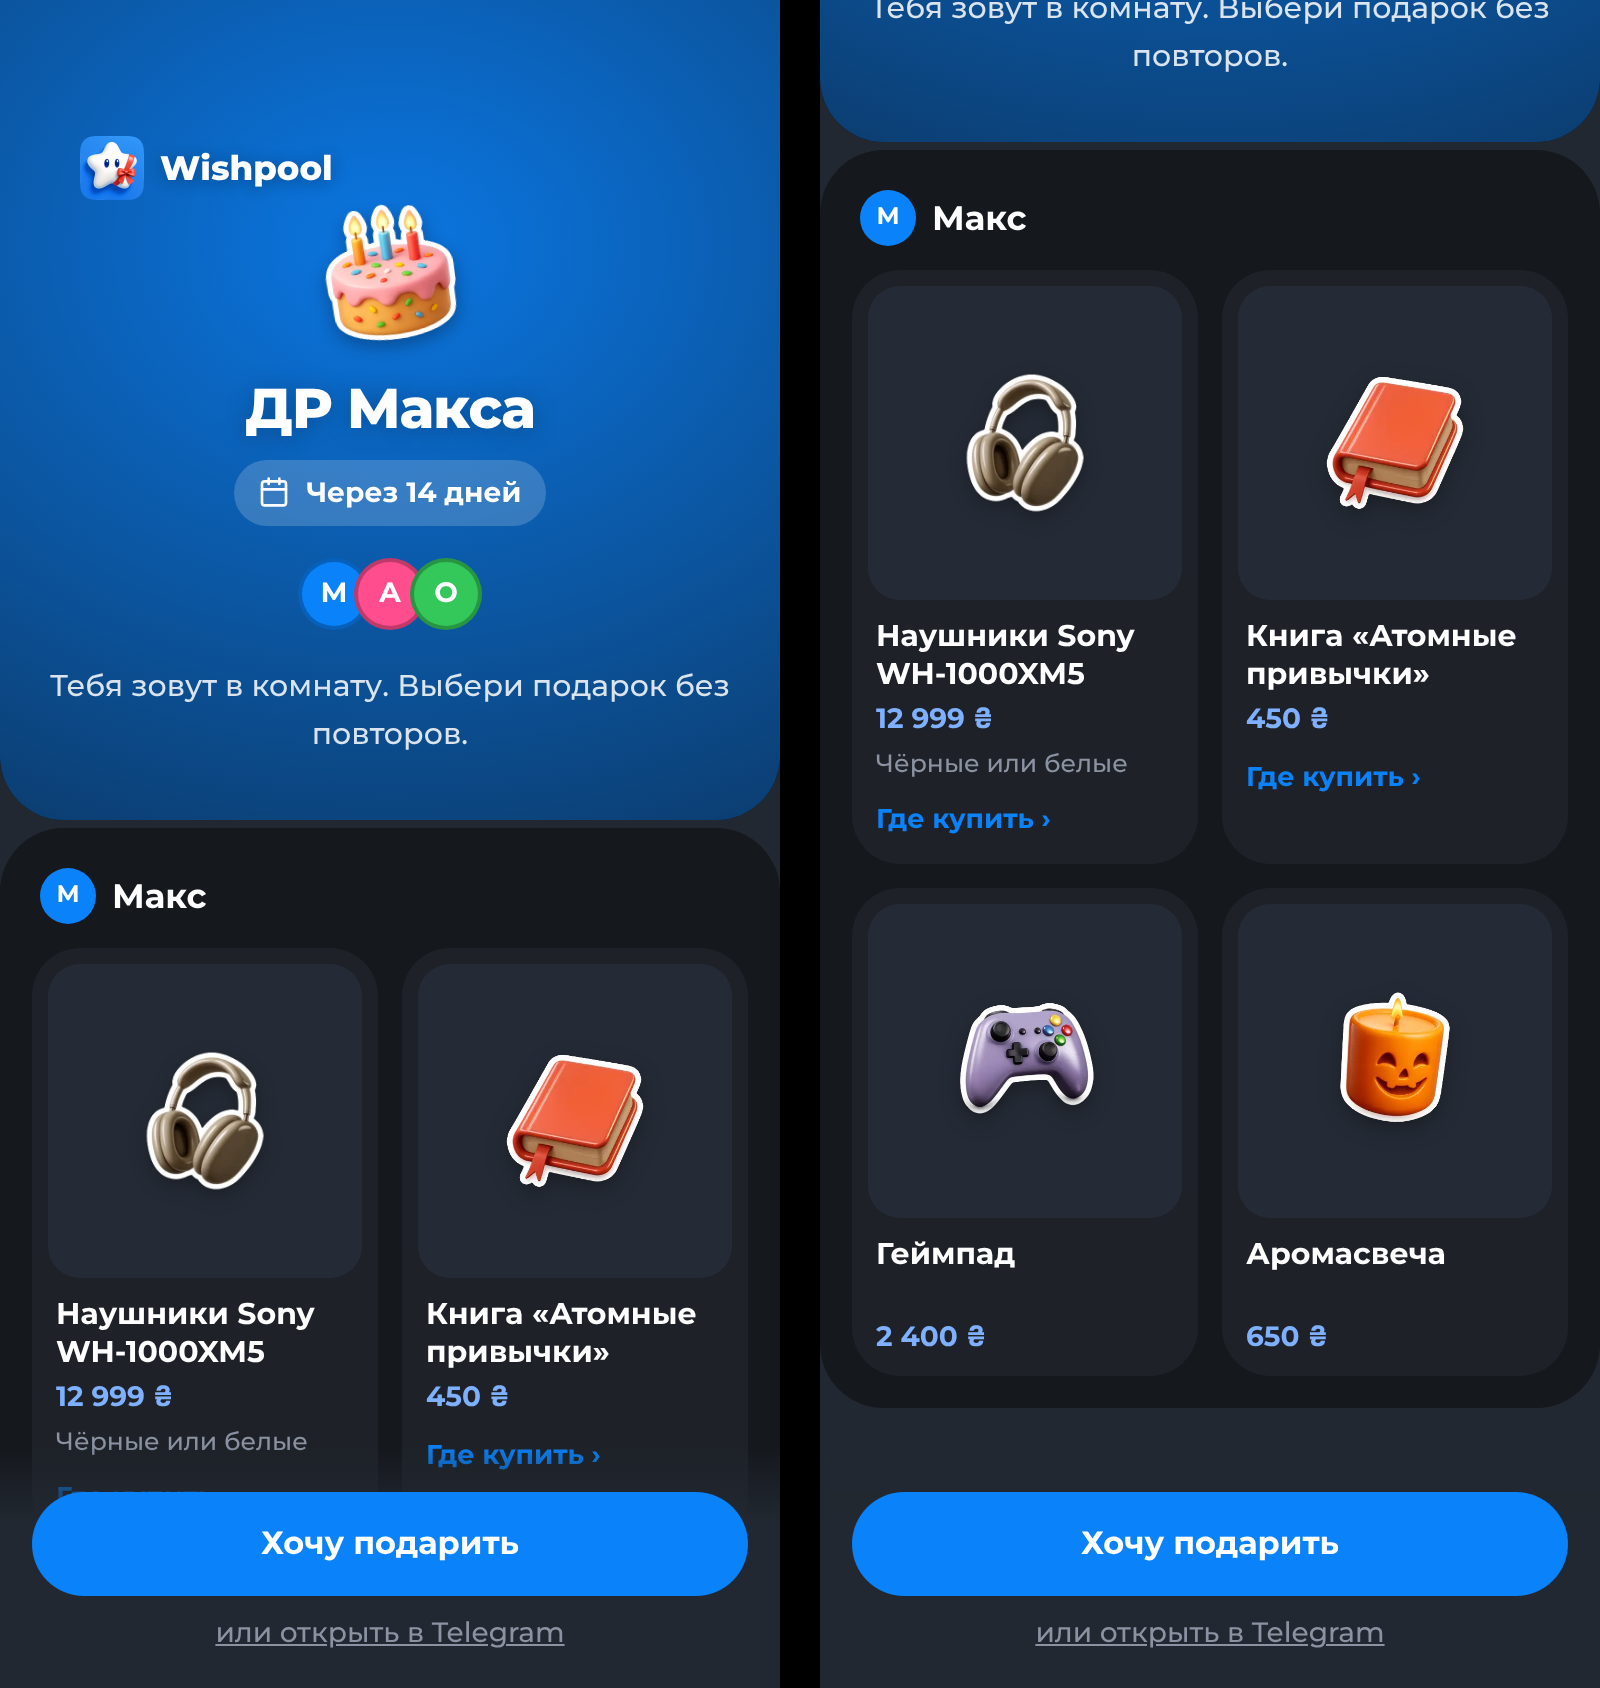 Wishpool
ДР Макса
Через 14 дней
М А О
Тебя зовут в комнату. Выбери подарок без
повторов.
М Макс
Наушники Sony
WH-1000XM5
12 999 ₴
Чёрные или белые
Книга «Атомные
привычки»
450 ₴
Где купить ›
Хочу подарить
или открыть в Telegram
Тебя зовут в комнату. Выбери подарок без
повторов.
М Макс
Наушники Sony
WH-1000XM5
12 999 ₴
Чёрные или белые
Где купить ›
Книга «Атомные
привычки»
450 ₴
Где купить ›
Геймпад
2 400 ₴
Аромасвеча
650 ₴
Хочу подарить
или открыть в Telegram